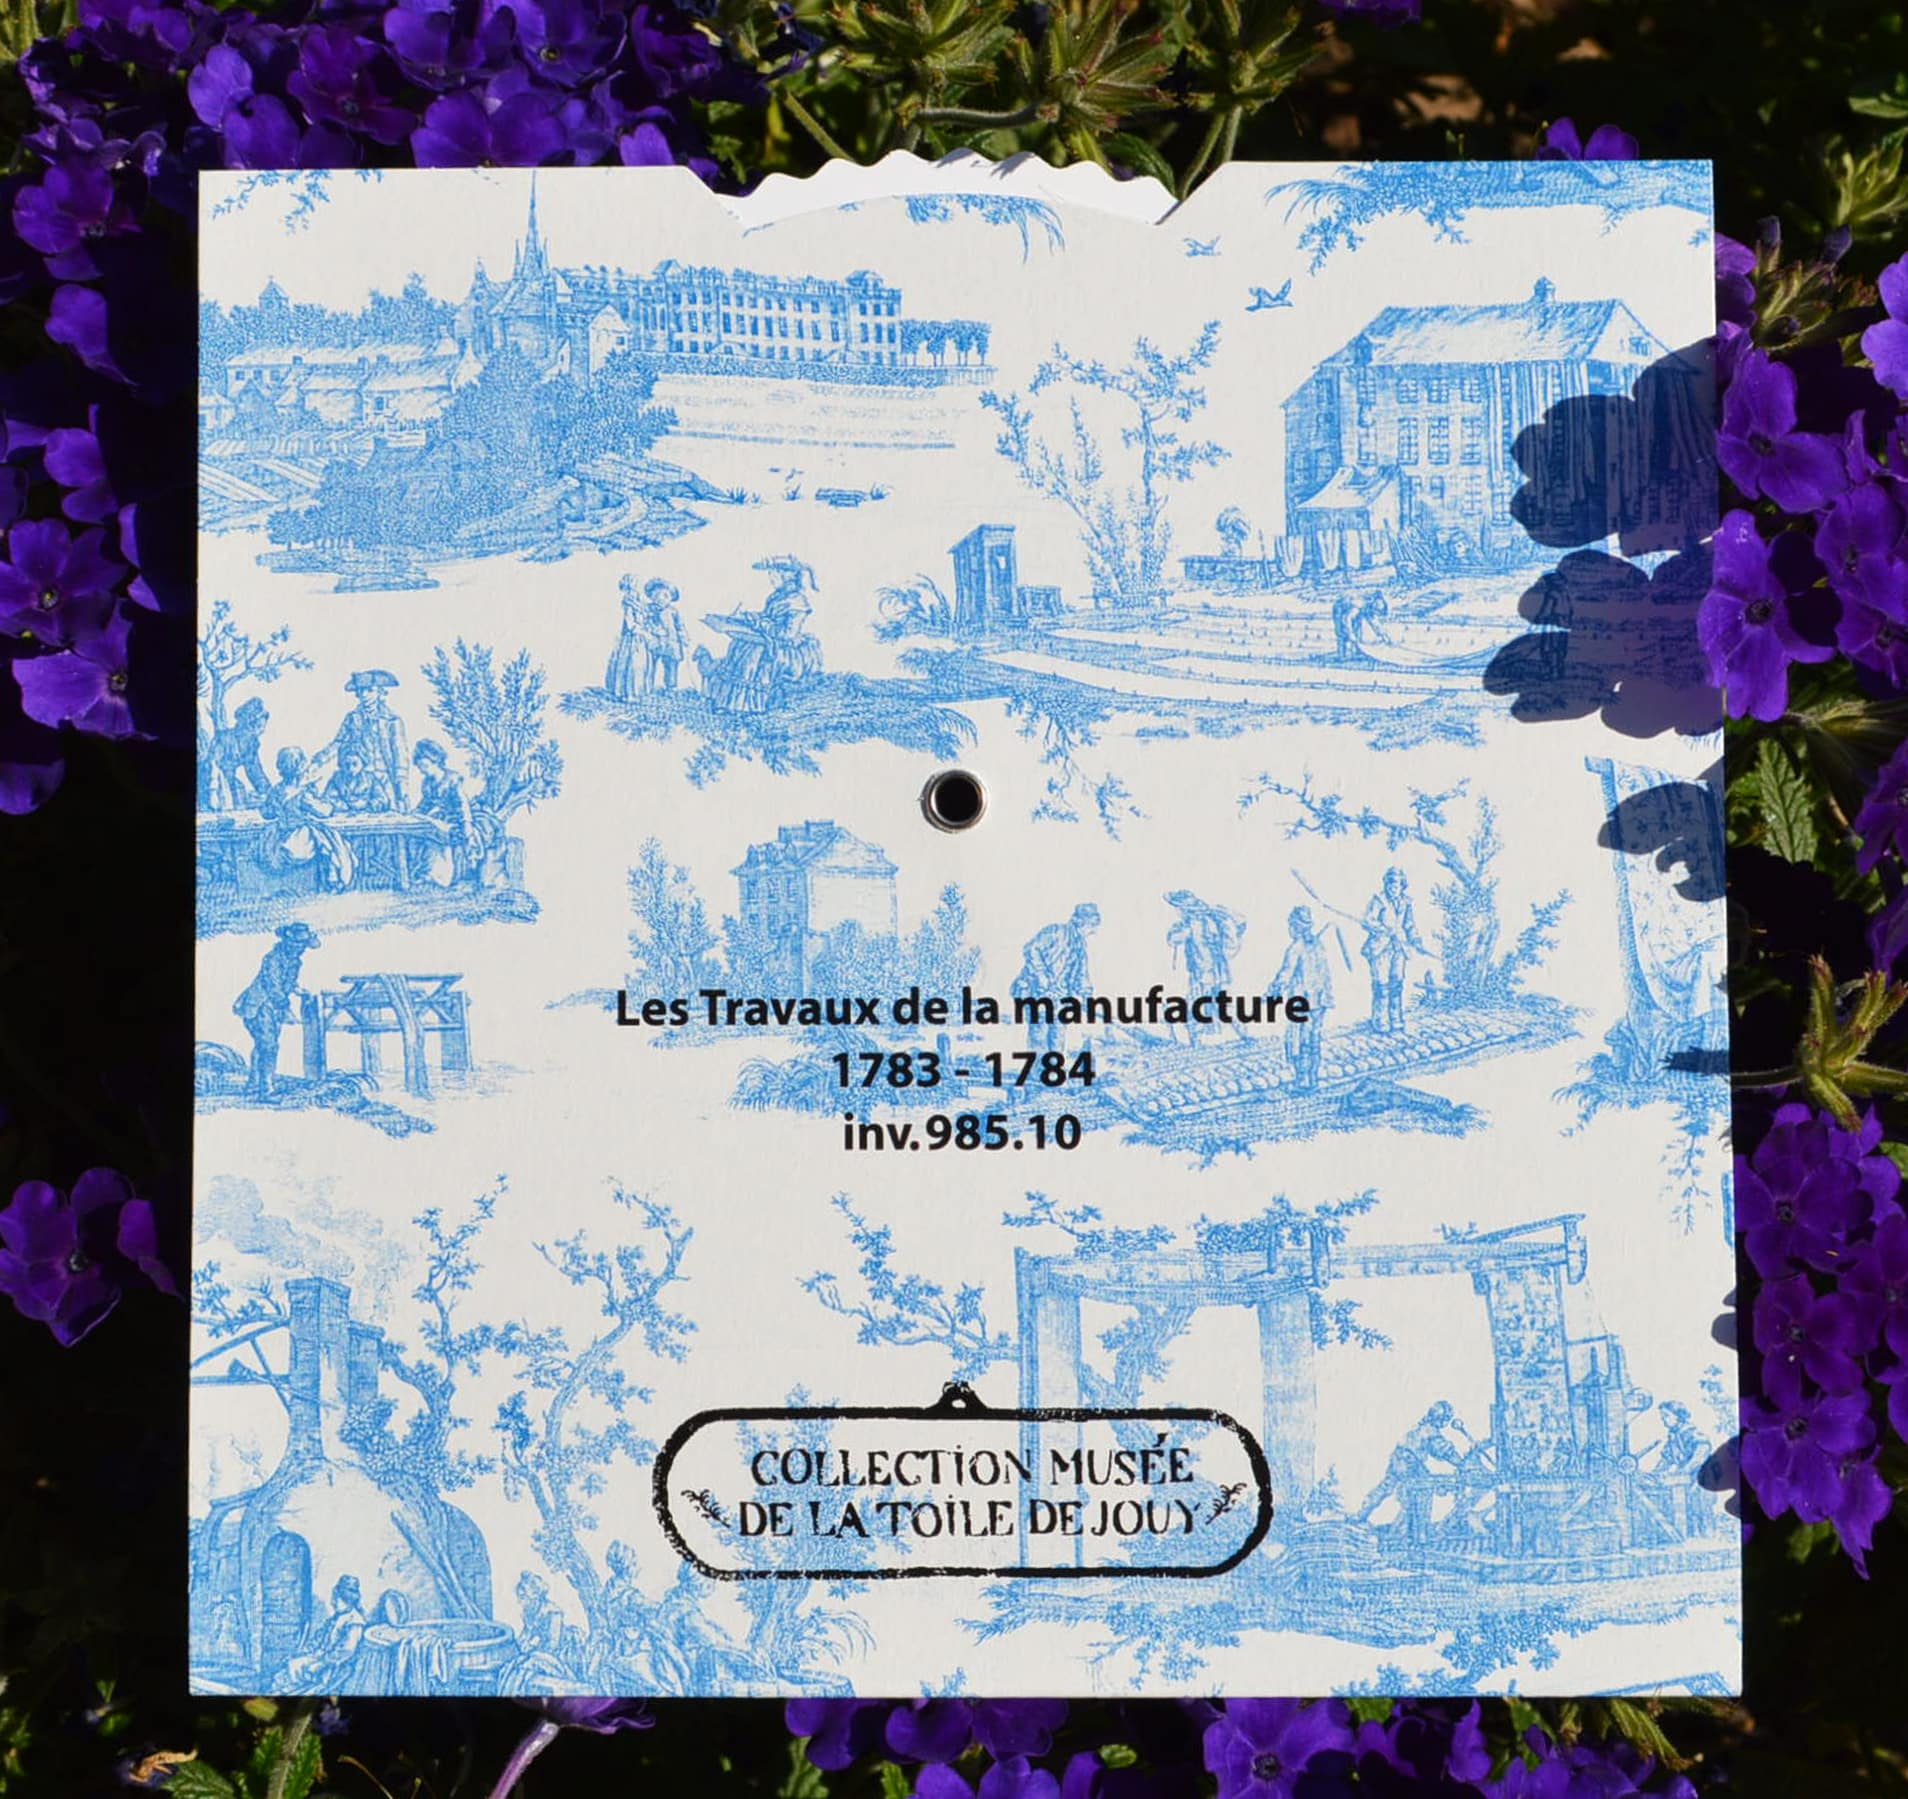 Les Travaux de la manufacture
1783 - 1784
inv.985.10
COLLECTION MUSÉE
DE LA TOILE DE JOUY